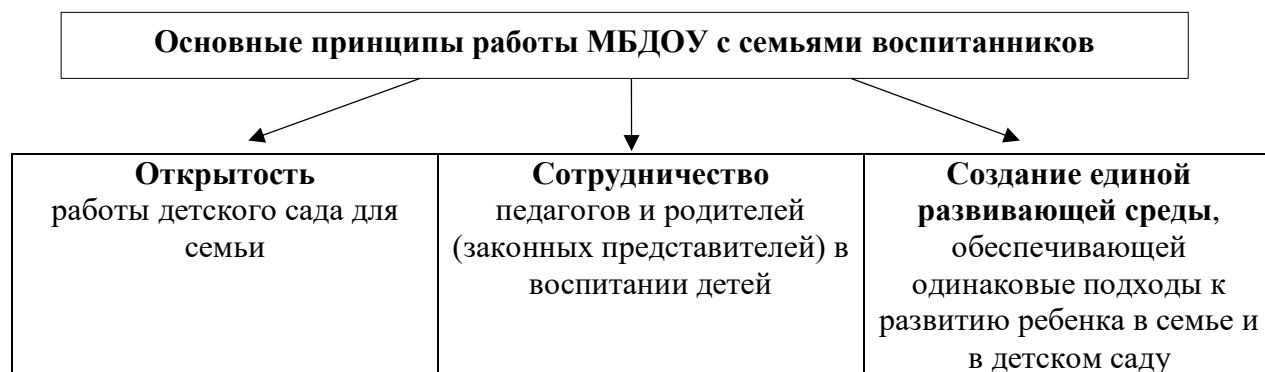 Основные принципы работы МБДОУ с семьями воспитанников
Открытость
работы детского сада для
семьи
Сотрудничество
педагогов и родителей
(законных представителей) в
воспитании детей
Создание единой
развивающей среды,
обеспечивающей
одинаковые подходы к
развитию ребенка в семье и
в детском саду